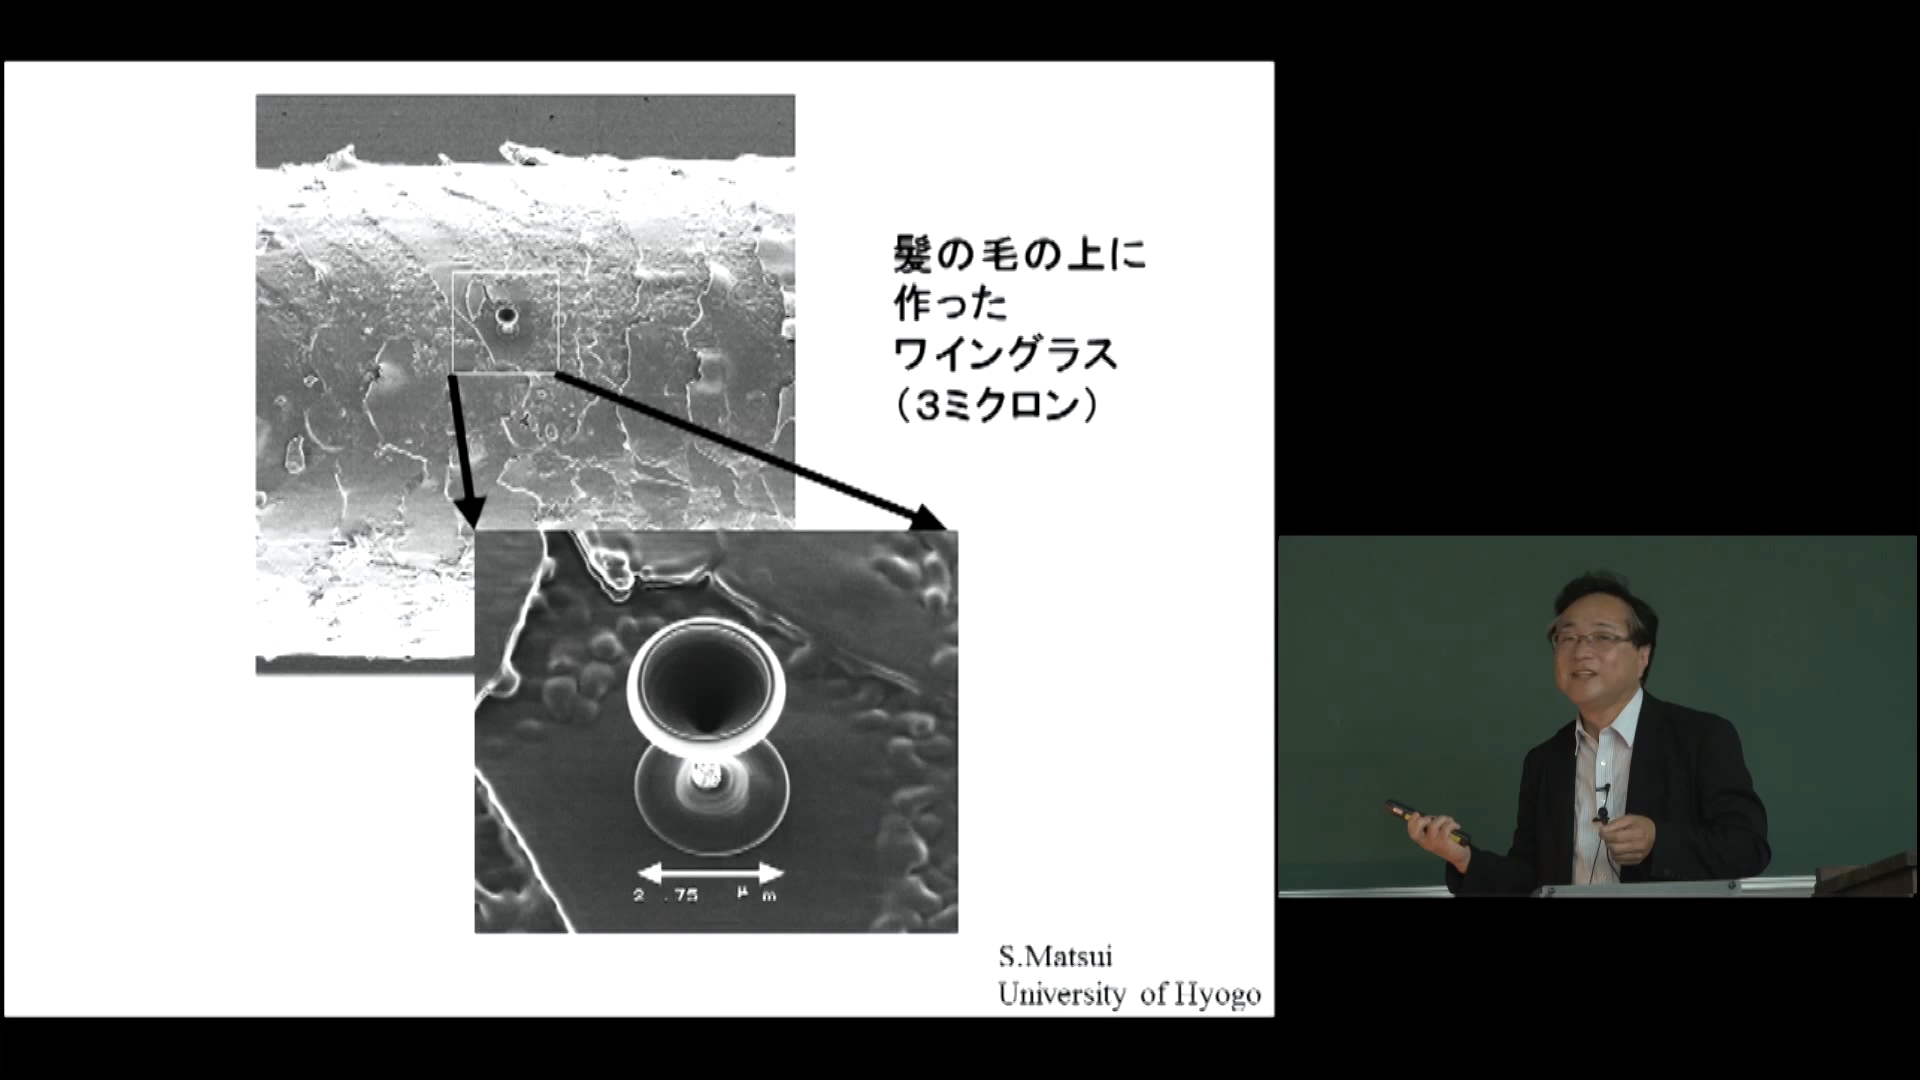 髪の毛の上に
作った
ワイングラス
（3ミクロン）
2.75 μm
S.Matsui
University of Hyogo